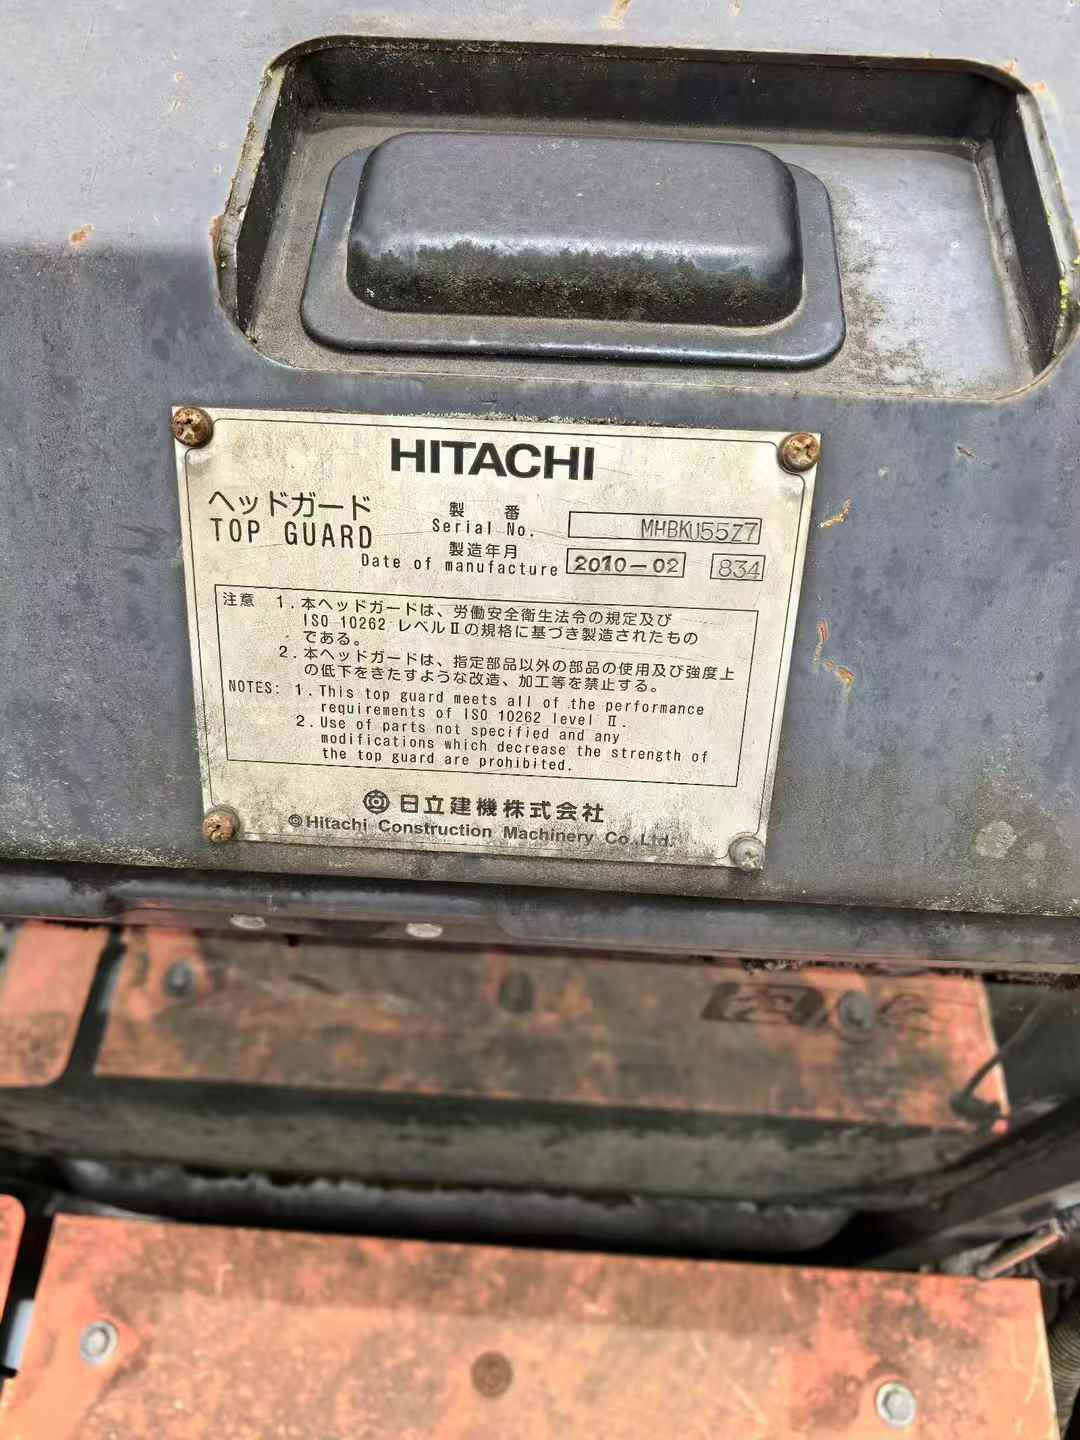 HITACHI
ヘッドガード
TOP GUARD
製 番
Serial No.
MHBKU55Z7
製造年月
Date of manufacture
2010-02
834
注意 1. 本ヘッドガードは、労働安全衛生法令の規定及び
ISO 10262 レベルⅡの規格に基づき製造されたもの
である。
2. 本ヘッドガードは、指定部品以外の部品の使用及び強度上
の低下をきたすような改造、加工等を禁止する。
NOTES: 1. This top guard meets all of the performance
requirements of ISO 10262 level Ⅱ.
2. Use of parts not specified and any
modifications which decrease the strength of
the top guard are prohibited.
日立建機株式会社
©Hitachi Construction Machinery Co.,Ltd.